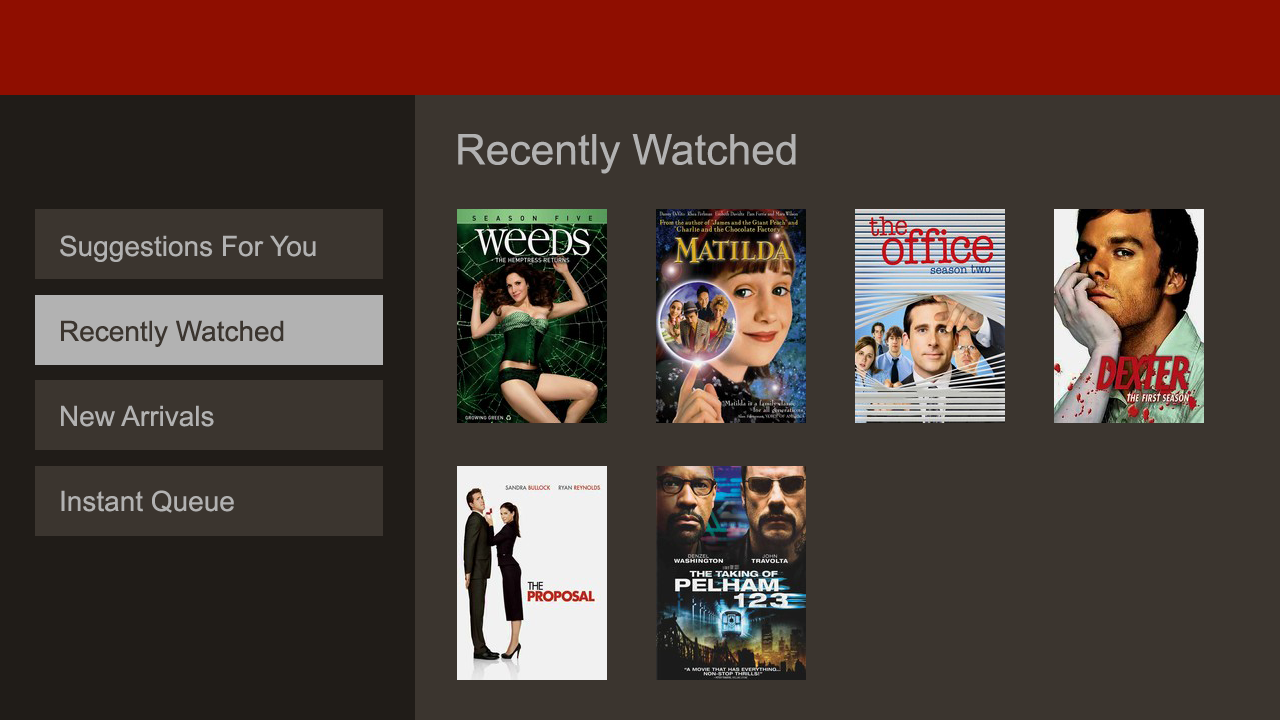 Recently Watched
Suggestions For You
Recently Watched
New Arrivals
Instant Queue
SEASON FIVE
WEEDS
THE HEMPTRESS RETURNS
GROWING GREEN
Danny DeVito Rhea Perlman Embeth Davidtz Pam Ferris and Mara Wilson
From the author of "James and the Giant Peach" and
"Charlie and the Chocolate Factory"
MATILDA
"Matilda is a family classic
for all generations
the
office
season two
DEXTER
THE FIRST SEASON
SANDRA BULLOCK RYAN REYNOLDS
THE
PROPOSAL
DENZEL
WASHINGTON
JOHN
TRAVOLTA
THE TAKING OF
PELHAM
123
"A MOVIE THAT HAS EVERYTHING...
NON-STOP THRILLS!"